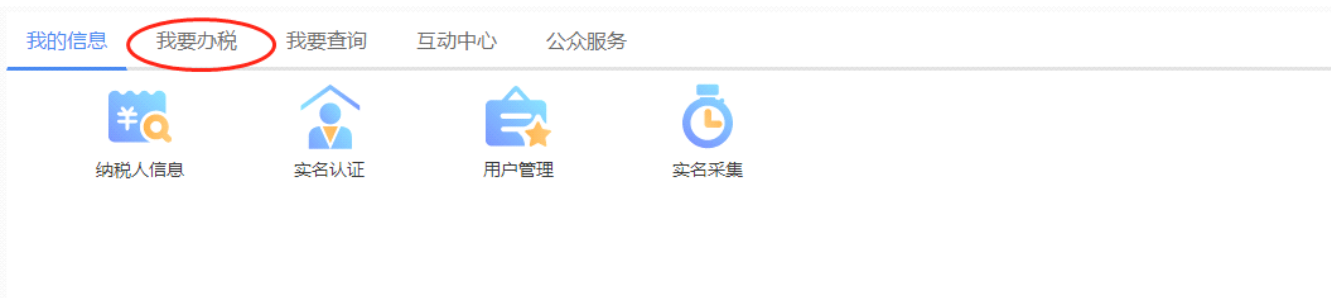 我的信息 我要办税 我要查询 互动中心 公众服务
¥
纳税人信息 实名认证 用户管理 实名采集